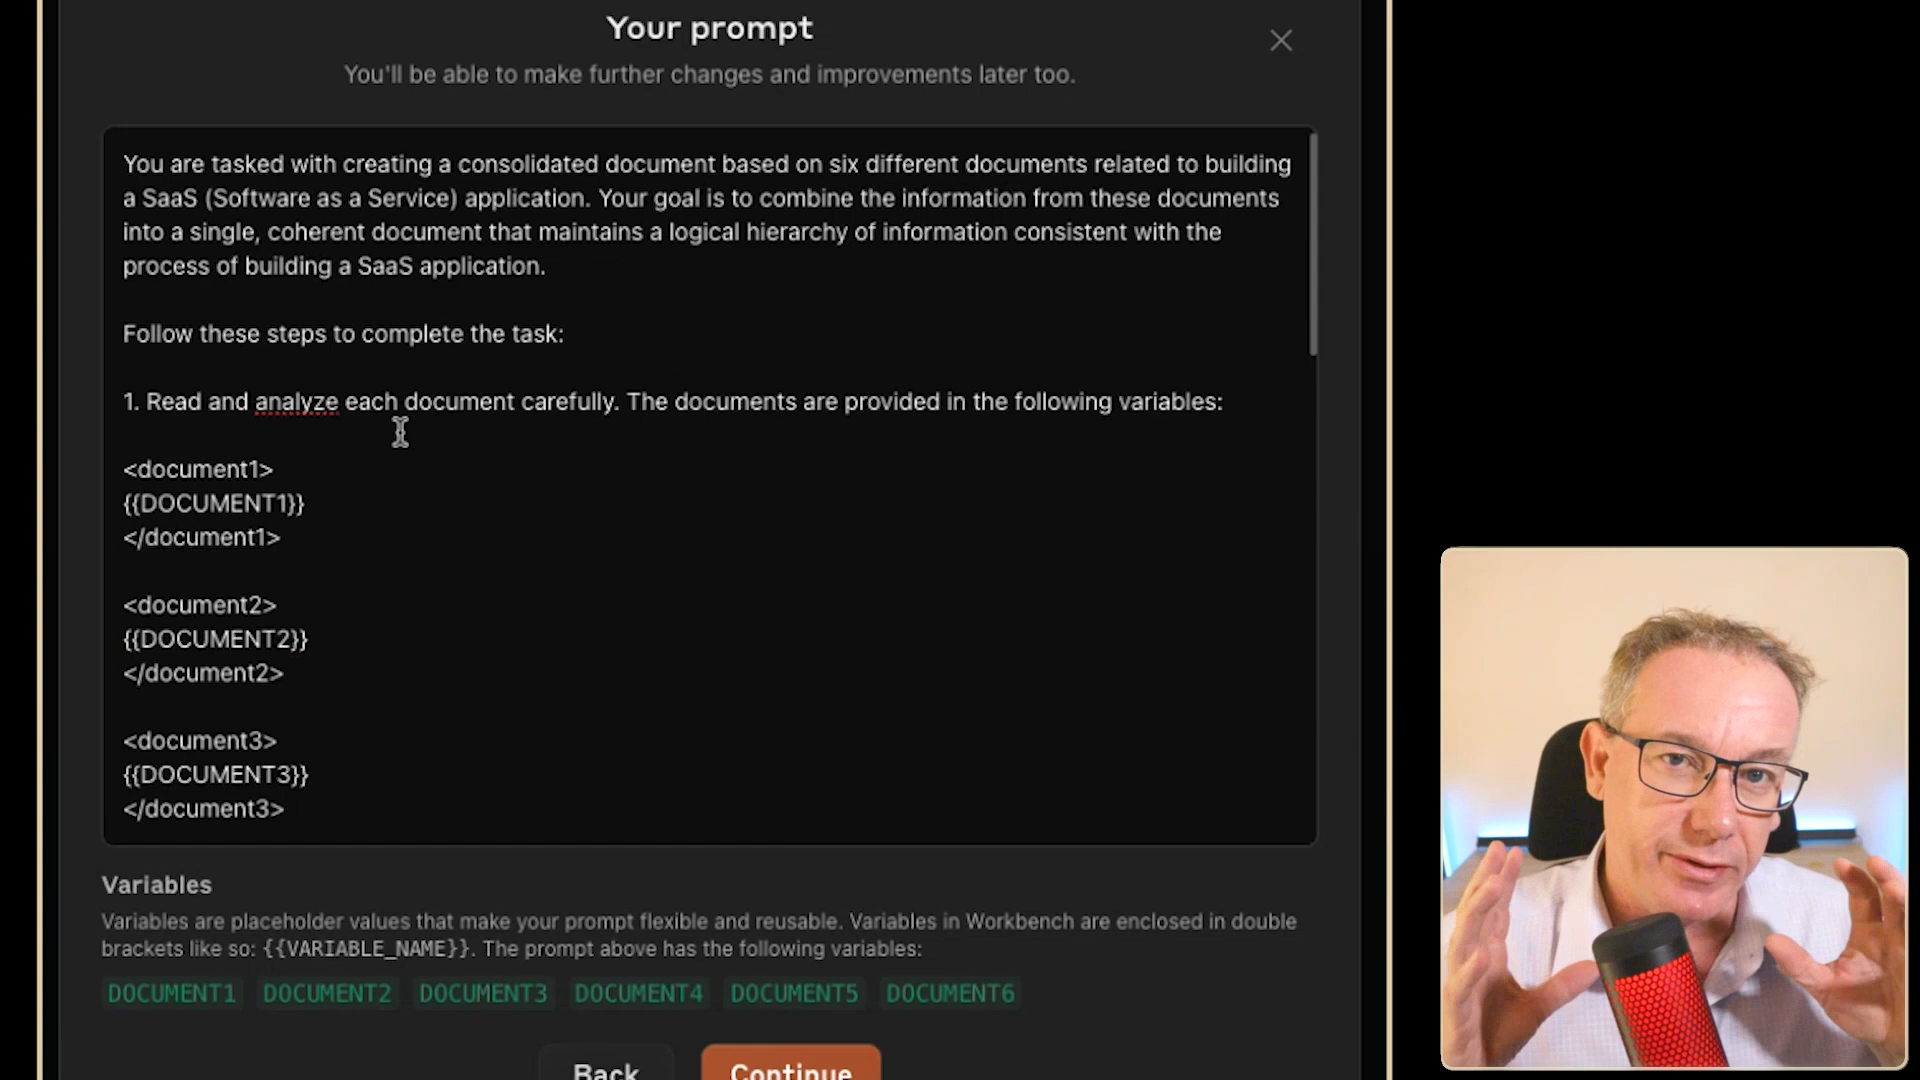 Your prompt
You'll be able to make further changes and improvements later too.
You are tasked with creating a consolidated document based on six different documents related to building
a SaaS (Software as a Service) application. Your goal is to combine the information from these documents
into a single, coherent document that maintains a logical hierarchy of information consistent with the
process of building a SaaS application.
Follow these steps to complete the task:
1. Read and analyze each document carefully. The documents are provided in the following variables:
<document1>
{{DOCUMENT1}}
</document1>
<document2>
{{DOCUMENT2}}
</document2>
<document3>
{{DOCUMENT3}}
</document3>
Variables
Variables are placeholder values that make your prompt flexible and reusable. Variables in Workbench are enclosed in double
brackets like so: {{VARIABLE_NAME}}. The prompt above has the following variables:
DOCUMENT1 DOCUMENT2 DOCUMENT3 DOCUMENT4 DOCUMENT5 DOCUMENT6
Back Continue